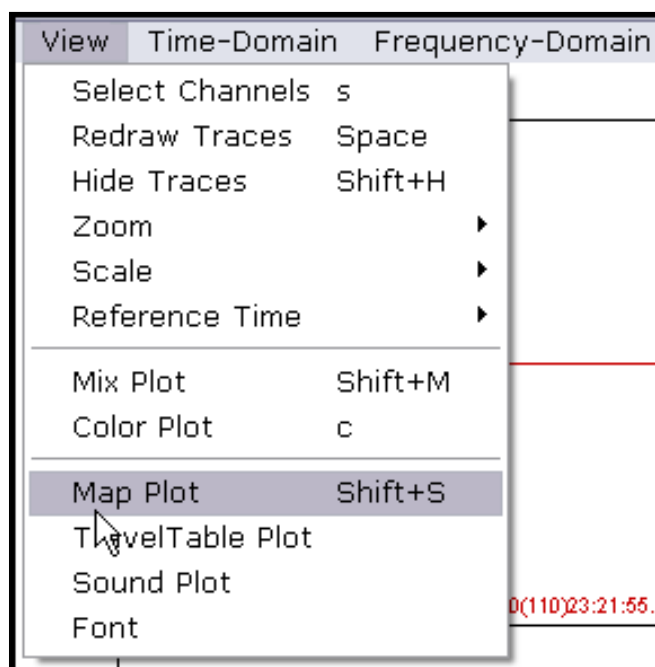 View Time-Domain Frequency-Domain
Select Channels s
Redraw Traces Space
Hide Traces Shift+H
Zoom
Scale
Reference Time
Mix Plot Shift+M
Color Plot c
Map Plot Shift+S
TravelTable Plot
Sound Plot
0(110)23:21:55.
Font